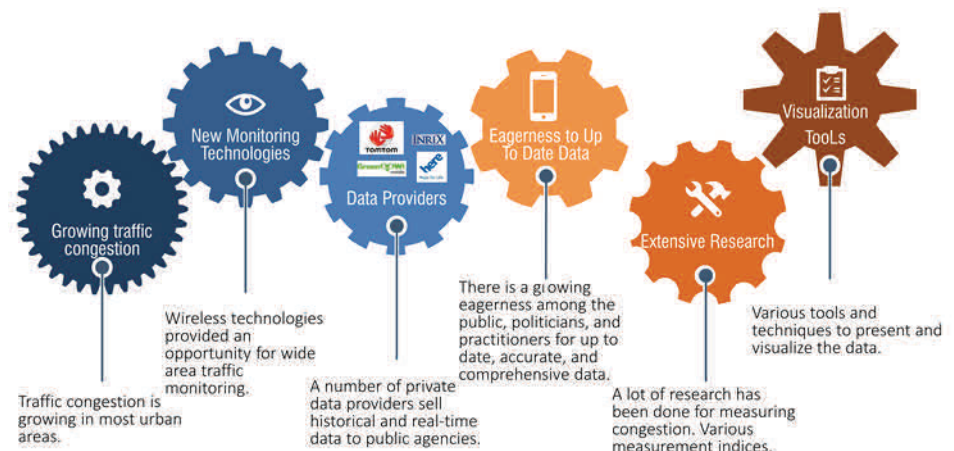 Growing traffic
congestion
Traffic congestion is
growing in most urban
areas.
New Monitoring
Technologies
Wireless technologies
provided an
opportunity for wide
area traffic
monitoring.
TOMTOM
INRIX
here
Data Providers
A number of private
data providers sell
historical and real-time
data to public agencies.
Eagerness to Up
To Date Data
There is a growing
eagerness among the
public, politicians, and
practitioners for up to
date, accurate, and
comprehensive data.
Extensive Research
A lot of research has
been done for measuring
congestion. Various
measurement indices.
Visualization
TooLs
Various tools and
techniques to present and
visualize the data.